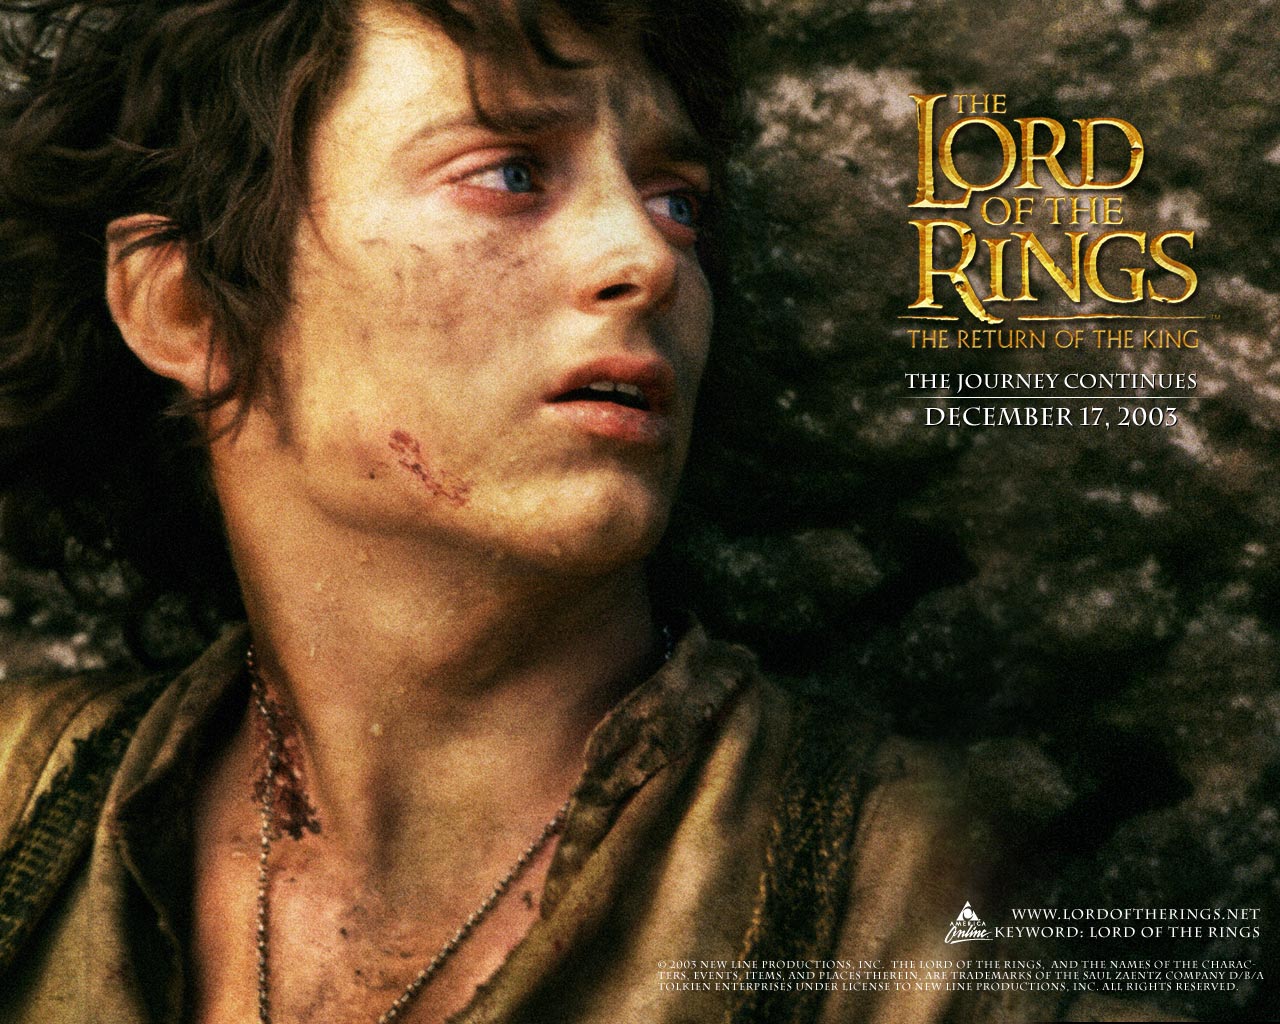 THE
LORD
OF THE
RINGS
™
THE RETURN OF THE KING
THE JOURNEY CONTINUES
DECEMBER 17, 2003
WWW.LORDOFTHERINGS.NET
AMERICA
Online
KEYWORD: LORD OF THE RINGS
© 2003 NEW LINE PRODUCTIONS, INC. THE LORD OF THE RINGS, AND THE NAMES OF THE CHARAC-
TERS, EVENTS, ITEMS, AND PLACES THEREIN, ARE TRADEMARKS OF THE SAUL ZAENTZ COMPANY D/B/A
TOLKIEN ENTERPRISES UNDER LICENSE TO NEW LINE PRODUCTIONS, INC. ALL RIGHTS RESERVED.